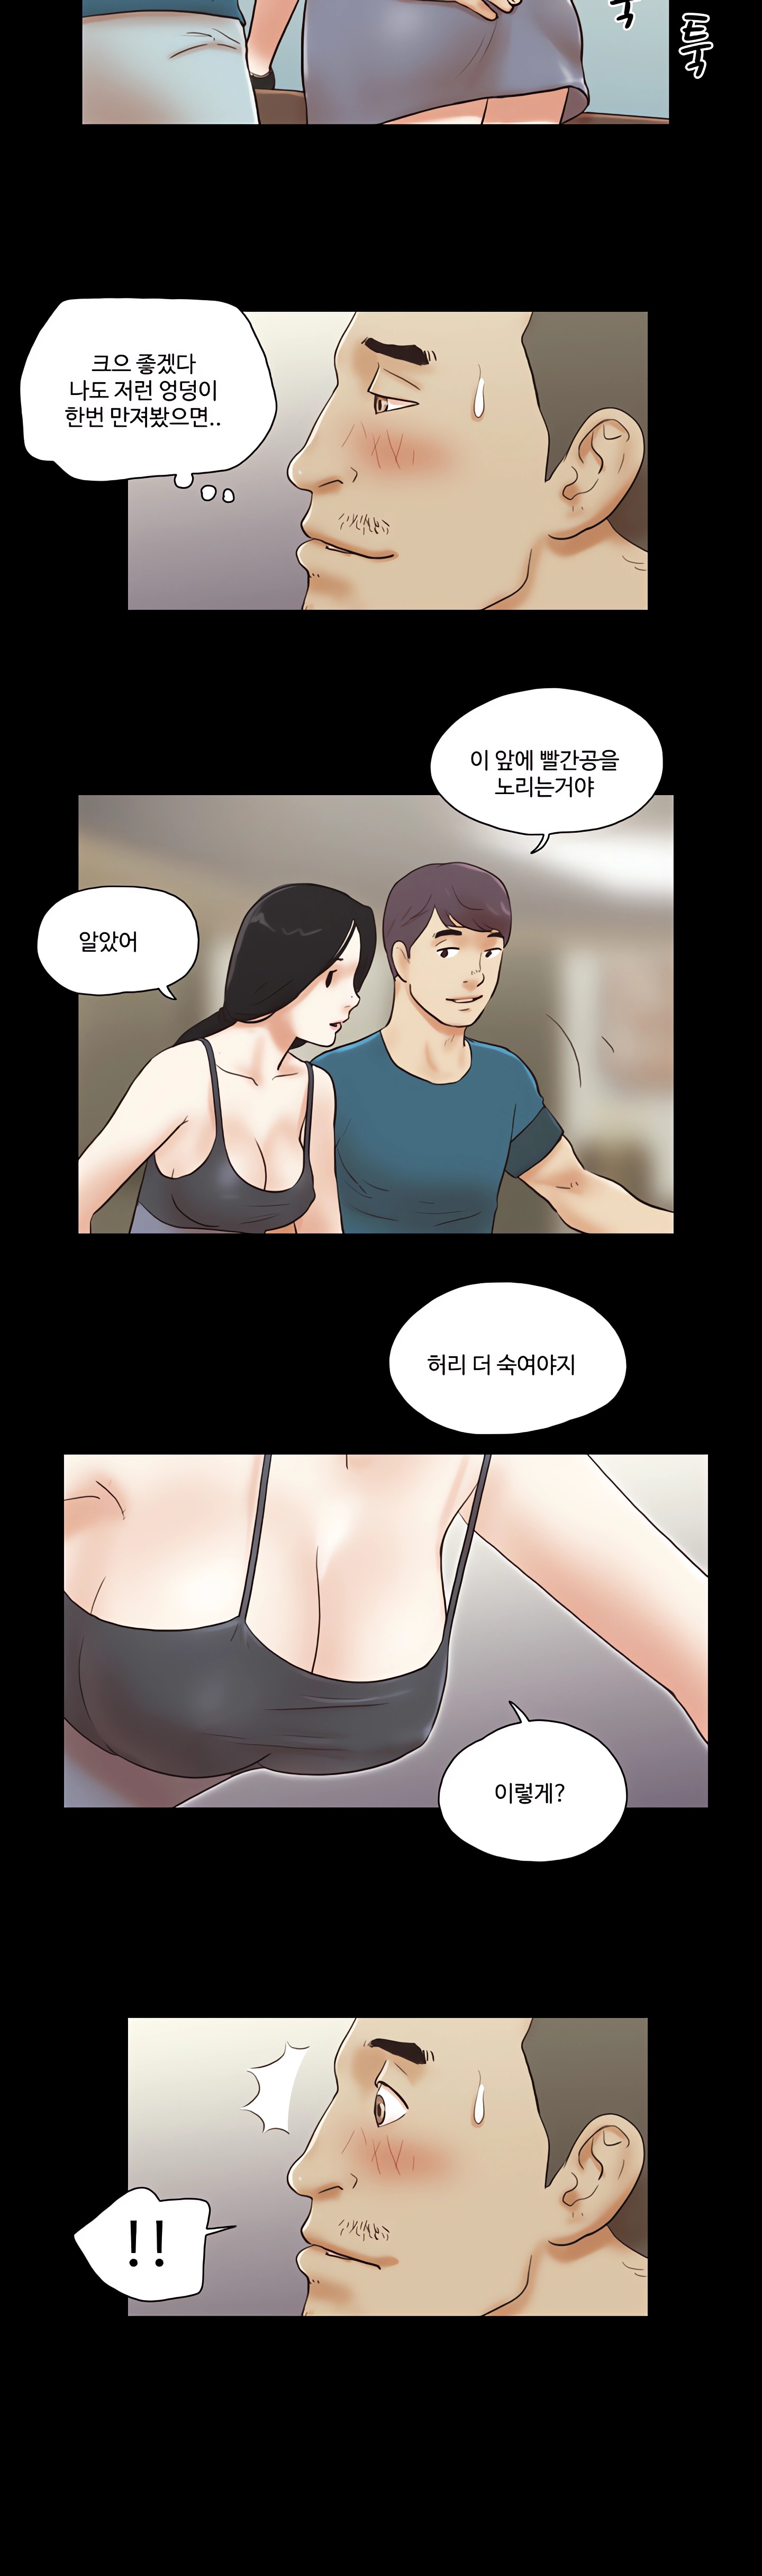 툭
툭
크으 좋겠다
나도 저런 엉덩이
한번 만져봤으면..
이 앞에 빨간공을
노리는거야
알았어
허리 더 숙여야지
이렇게?
!!